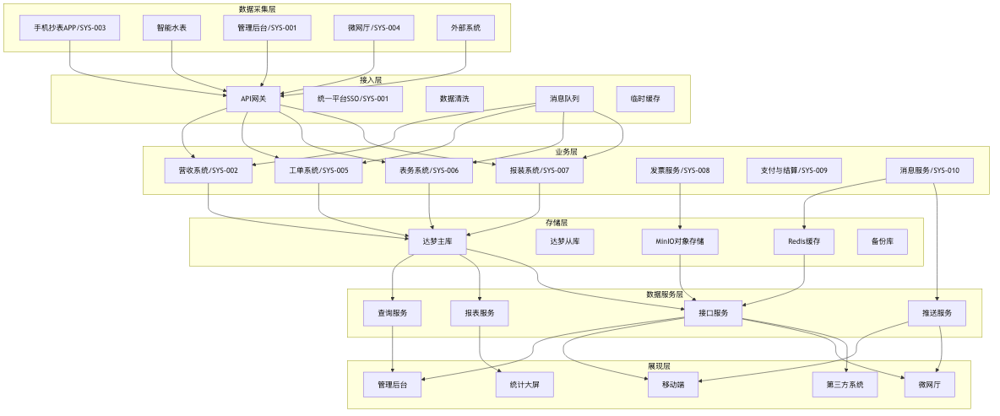 数据采集层
手机抄表APP/SYS-003
智能水表
管理后台/SYS-001
微网厅/SYS-004
外部系统
接入层
API网关
统一平台SSO/SYS-001
数据清洗
消息队列
临时缓存
业务层
营收系统/SYS-002
工单系统/SYS-005
表务系统/SYS-006
报装系统/SYS-007
发票服务/SYS-008
支付与结算/SYS-009
消息服务/SYS-010
存储层
达梦主库
达梦从库
MinIO对象存储
Redis缓存
备份库
数据服务层
查询服务
报表服务
接口服务
推送服务
展现层
管理后台
统计大屏
移动端
第三方系统
微网厅